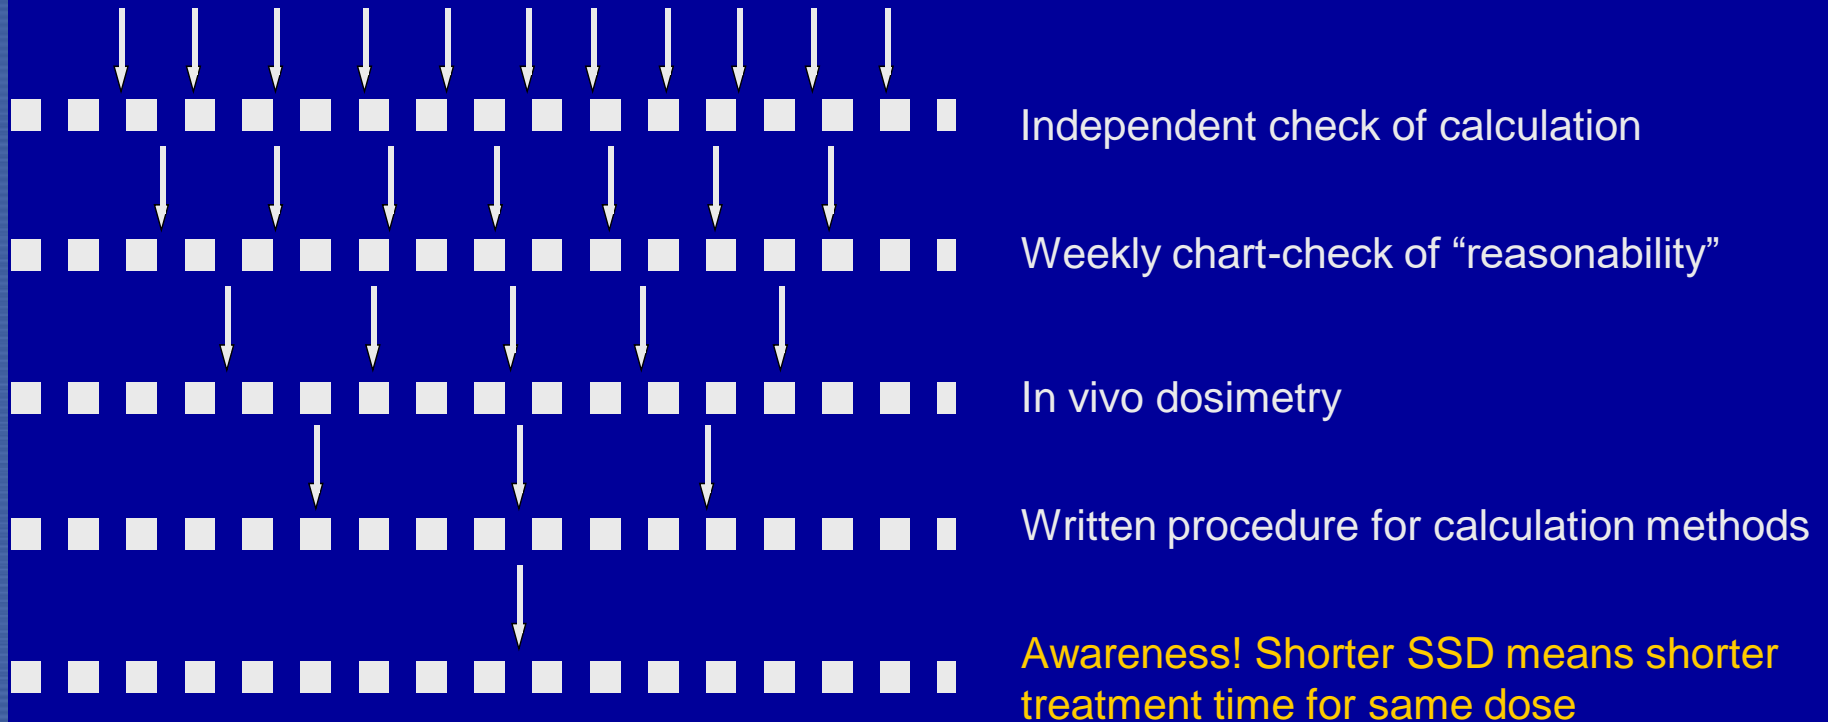 Independent check of calculation
Weekly chart-check of “reasonability”
In vivo dosimetry
Written procedure for calculation methods
Awareness! Shorter SSD means shorter
treatment time for same dose